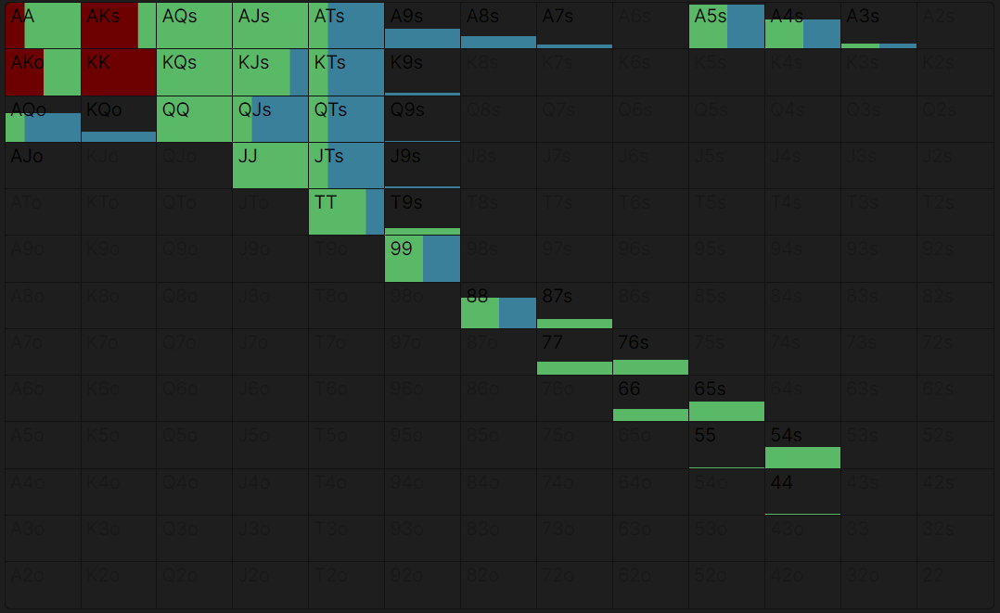 AA AKs AQs AJs ATs A9s A8s A7s A6s A5s A4s A3s A2s
AKo KK KQs KJs KTs K9s K8s K7s K6s K5s K4s K3s K2s
AQo KQo QQ QJs QTs Q9s Q8s Q7s Q6s Q5s Q4s Q3s Q2s
AJo KJo QJo JJ JTs J9s J8s J7s J6s J5s J4s J3s J2s
ATo KTo QTo JTo TT T9s T8s T7s T6s T5s T4s T3s T2s
A9o K9o Q9o J9o T9o 99 98s 97s 96s 95s 94s 93s 92s
A8o K8o Q8o J8o T8o 98o 88 87s 86s 85s 84s 83s 82s
A7o K7o Q7o J7o T7o 97o 87o 77 76s 75s 74s 73s 72s
A6o K6o Q6o J6o T6o 96o 86o 76o 66 65s 64s 63s 62s
A5o K5o Q5o J5o T5o 95o 85o 75o 65o 55 54s 53s 52s
A4o K4o Q4o J4o T4o 94o 84o 74o 64o 54o 44 43s 42s
A3o K3o Q3o J3o T3o 93o 83o 73o 63o 53o 43o 33 32s
A2o K2o Q2o J2o T2o 92o 82o 72o 62o 52o 42o 32o 22